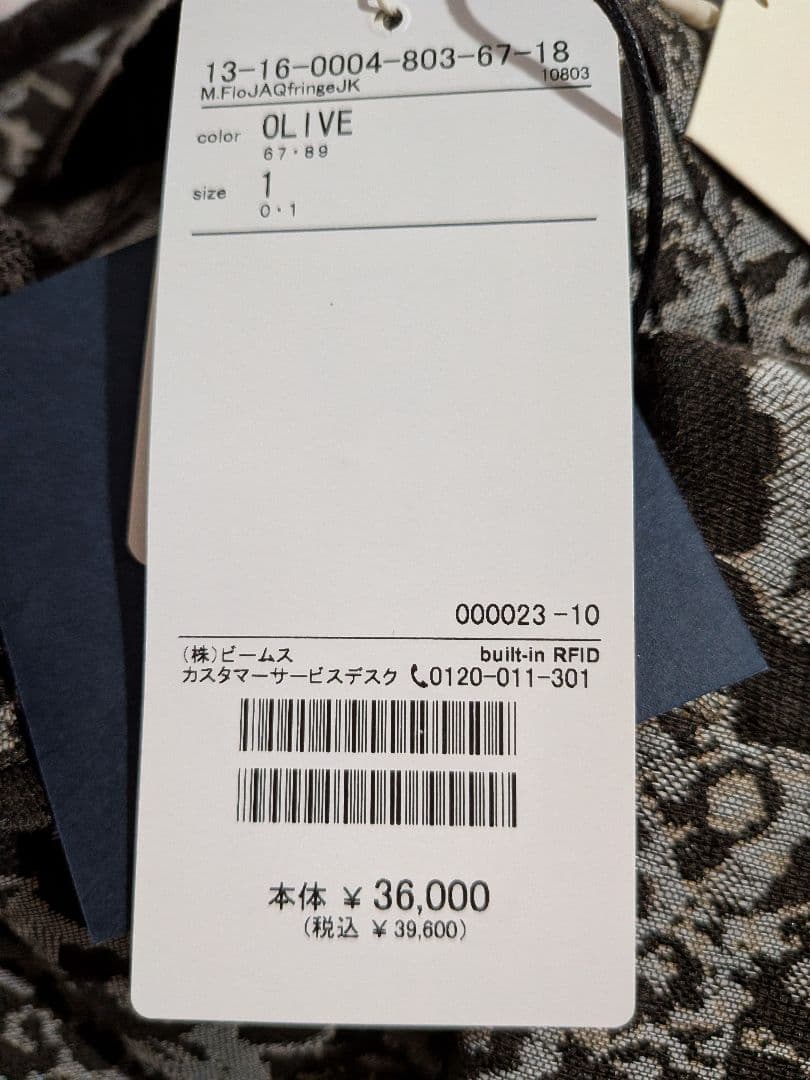 13-16-0004-803-67-18
M.FloJAQfringeJK 10803
color OLIVE
67・89
size 1
0・1
000023-10
(株)ビームス built-in RFID
カスタマーサービスデスク 0120-011-301
本体 ¥ 36,000
(税込 ¥ 39,600)